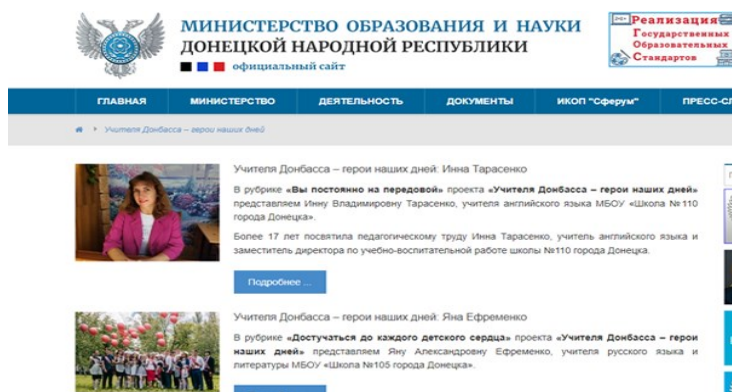 МИНИСТЕРСТВО ОБРАЗОВАНИЯ И НАУКИ
ДОНЕЦКОЙ НАРОДНОЙ РЕСПУБЛИКИ
официальный сайт
Реализация
Государственных
Образовательных
Стандартов
ГЛАВНАЯ МИНИСТЕРСТВО ДЕЯТЕЛЬНОСТЬ ДОКУМЕНТЫ ИКОП "Сферум" ПРЕСС-СЛ
Учителя Донбасса – герои наших дней
Учителя Донбасса – герои наших дней: Инна Тарасенко
В рубрике «Вы постоянно на передовой» проекта «Учителя Донбасса – герои наших дней»
представляем Инну Владимировну Тарасенко, учителя английского языка МБОУ «Школа №110
города Донецка».
Более 17 лет посвятила педагогическому труду Инна Тарасенко, учитель английского языка и
заместитель директора по учебно-воспитательной работе школы №110 города Донецка.
Подробнее ...
Учителя Донбасса – герои наших дней: Яна Ефременко
В рубрике «Достучаться до каждого детского сердца» проекта «Учителя Донбасса – герои
наших дней» представляем Яну Александровну Ефременко, учителя русского языка и
литературы МБОУ «Школа №105 города Донецка».